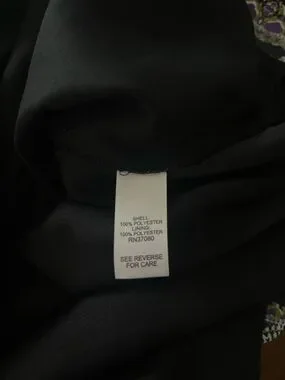 SHELL
100% POLYESTER
LINING:
100% POLYESTER
RN37080
SEE REVERSE
FOR CARE